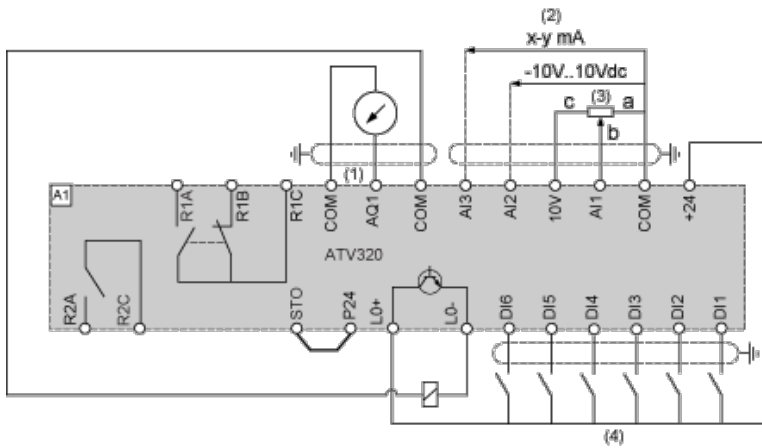 (2)
x-y mA
-10V..10Vdc
c (3) a
b
(1)
A1
R1A R1B R1C COM AQ1 COM AI3 AI2 10V AI1 COM +24
ATV320
R2A R2C STO P24 L0+ L0- DI6 DI5 DI4 DI3 DI2 DI1
(4)